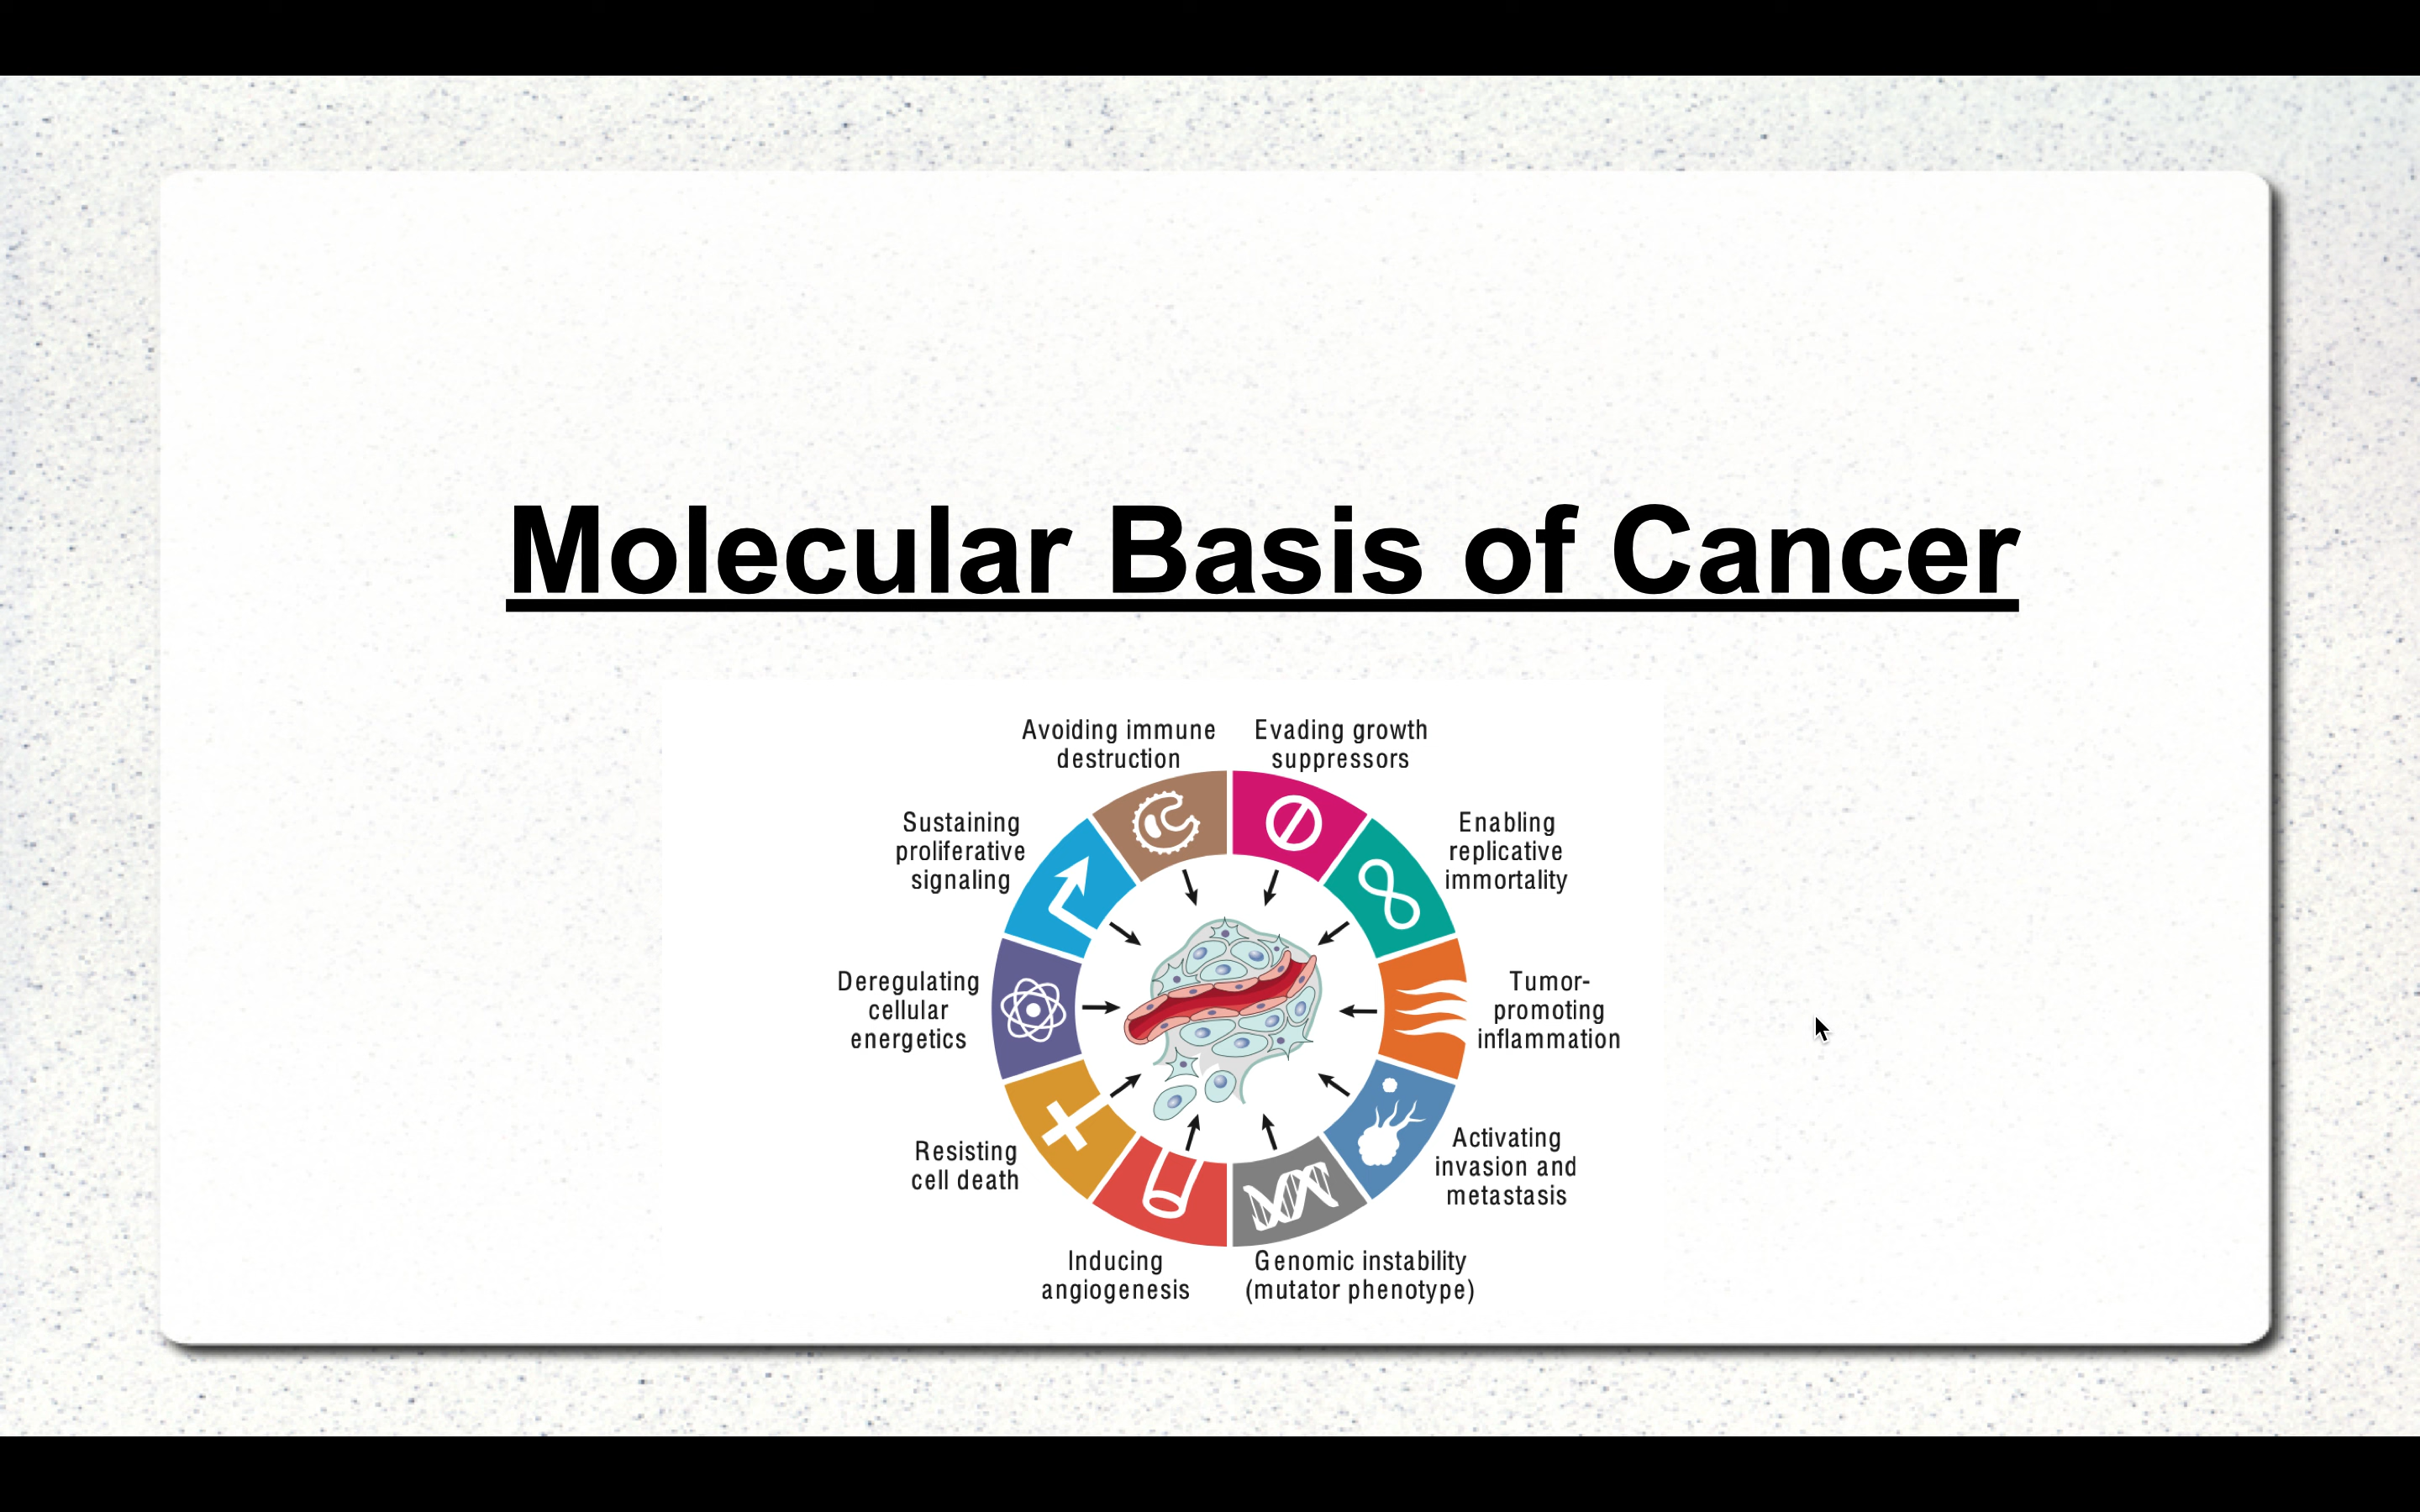 Molecular Basis of Cancer
Avoiding immune
destruction
Evading growth
suppressors
Sustaining
proliferative
signaling
Enabling
replicative
immortality
Deregulating
cellular
energetics
Tumor-
promoting
inflammation
Resisting
cell death
Activating
invasion and
metastasis
Inducing
angiogenesis
Genomic instability
(mutator phenotype)